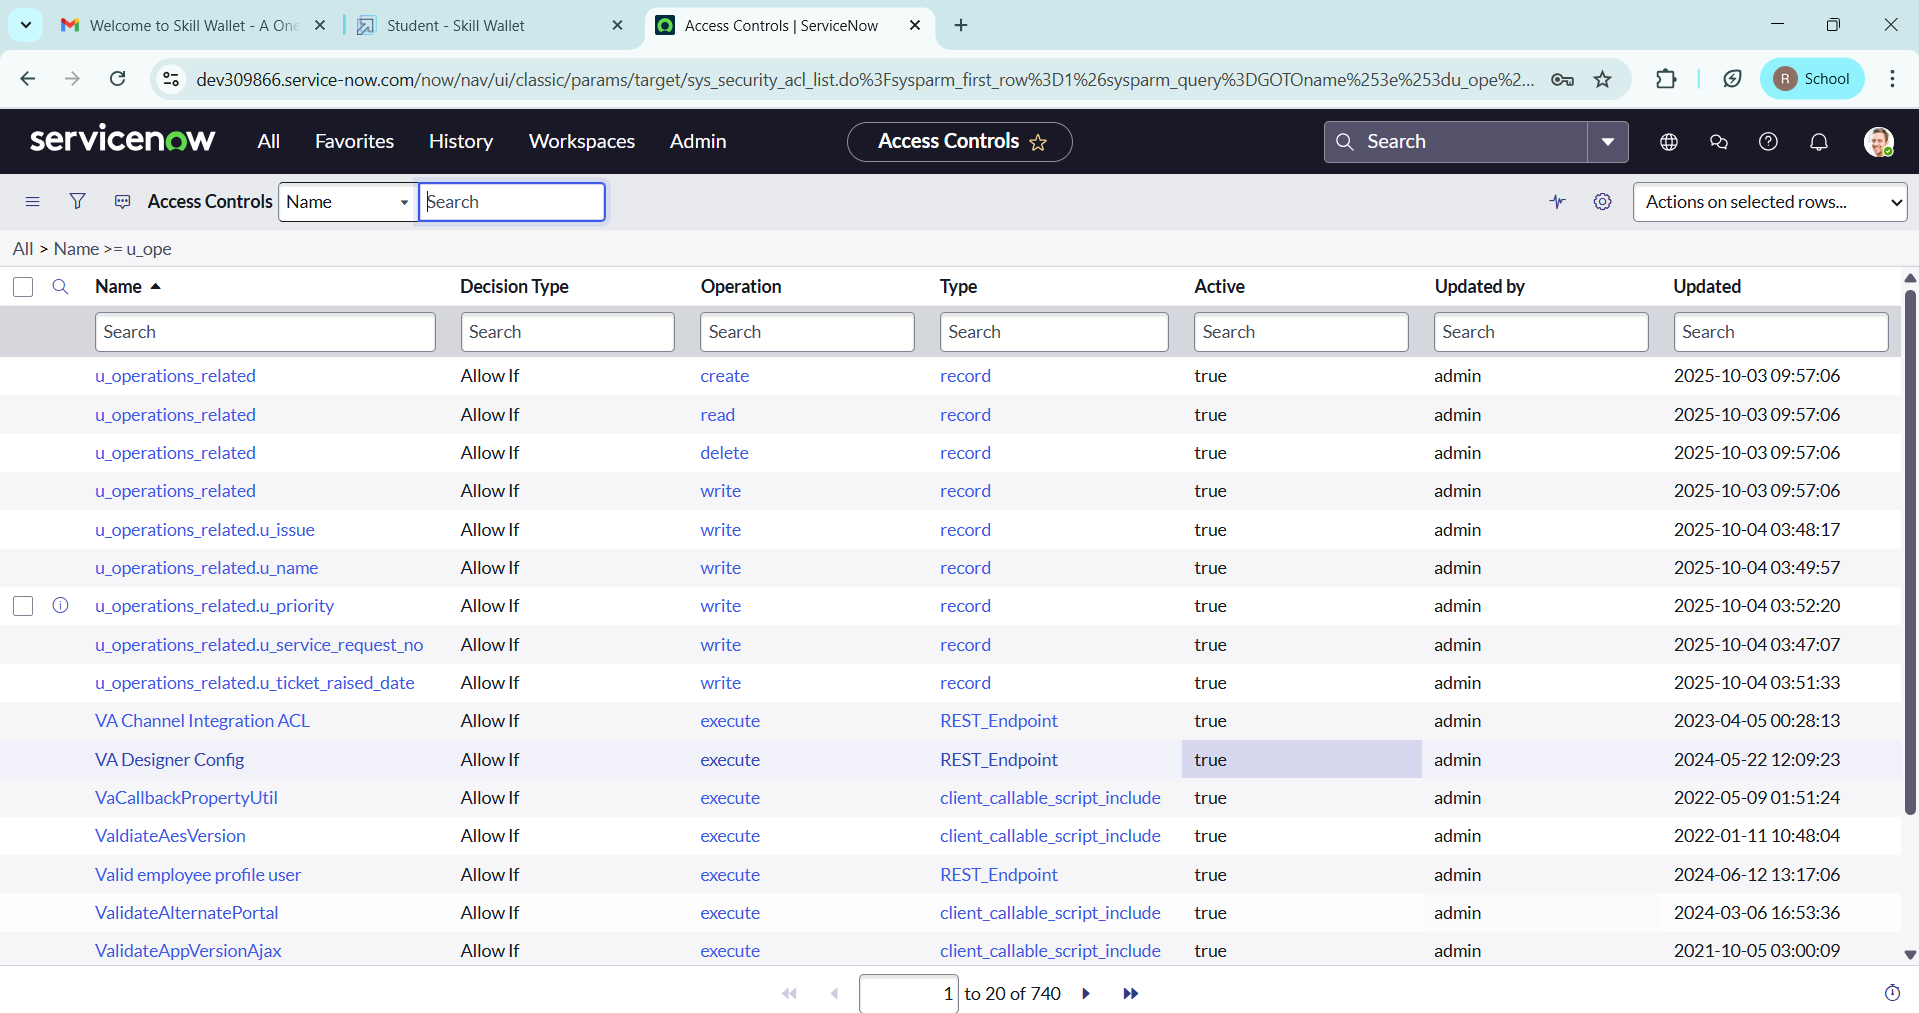 Welcome to Skill Wallet - A One
Student - Skill Wallet
Access Controls | ServiceNow
dev309866.service-now.com/now/nav/ui/classic/params/target/sys_security_acl_list.do%3Fsysparm_first_row%3D1%26sysparm_query%3DGOTOname%253e%253du_ope%2...
R School
servicenow All Favorites History Workspaces Admin Access Controls Search
Access Controls Name Search Actions on selected rows...
All > Name >= u_ope
Name Decision Type Operation Type Active Updated by Updated
Search Search Search Search Search Search Search
u_operations_related Allow If create record true admin 2025-10-03 09:57:06
u_operations_related Allow If read record true admin 2025-10-03 09:57:06
u_operations_related Allow If delete record true admin 2025-10-03 09:57:06
u_operations_related Allow If write record true admin 2025-10-03 09:57:06
u_operations_related.u_issue Allow If write record true admin 2025-10-04 03:48:17
u_operations_related.u_name Allow If write record true admin 2025-10-04 03:49:57
u_operations_related.u_priority Allow If write record true admin 2025-10-04 03:52:20
u_operations_related.u_service_request_no Allow If write record true admin 2025-10-04 03:47:07
u_operations_related.u_ticket_raised_date Allow If write record true admin 2025-10-04 03:51:33
VA Channel Integration ACL Allow If execute REST_Endpoint true admin 2023-04-05 00:28:13
VA Designer Config Allow If execute REST_Endpoint true admin 2024-05-22 12:09:23
VaCallbackPropertyUtil Allow If execute client_callable_script_include true admin 2022-05-09 01:51:24
ValdiateAesVersion Allow If execute client_callable_script_include true admin 2022-01-11 10:48:04
Valid employee profile user Allow If execute REST_Endpoint true admin 2024-06-12 13:17:06
ValidateAlternatePortal Allow If execute client_callable_script_include true admin 2024-03-06 16:53:36
ValidateAppVersionAjax Allow If execute client_callable_script_include true admin 2021-10-05 03:00:09
1 to 20 of 740